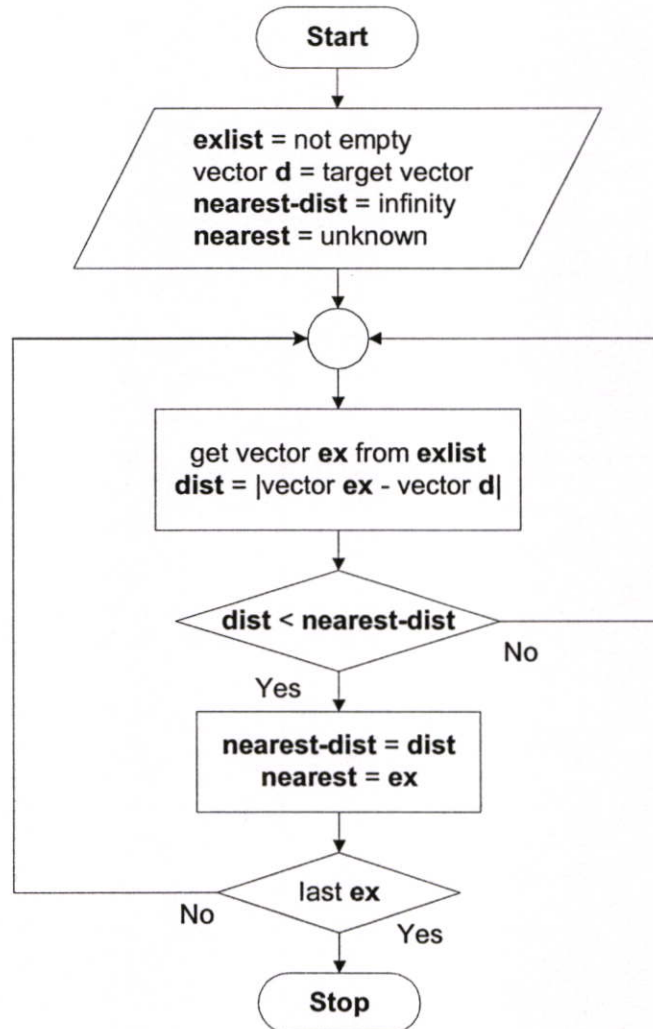 Start
exlist = not empty
vector d = target vector
nearest-dist = infinity
nearest = unknown
get vector ex from exlist
dist = |vector ex - vector d|
dist < nearest-dist
No
Yes
nearest-dist = dist
nearest = ex
last ex
No
Yes
Stop